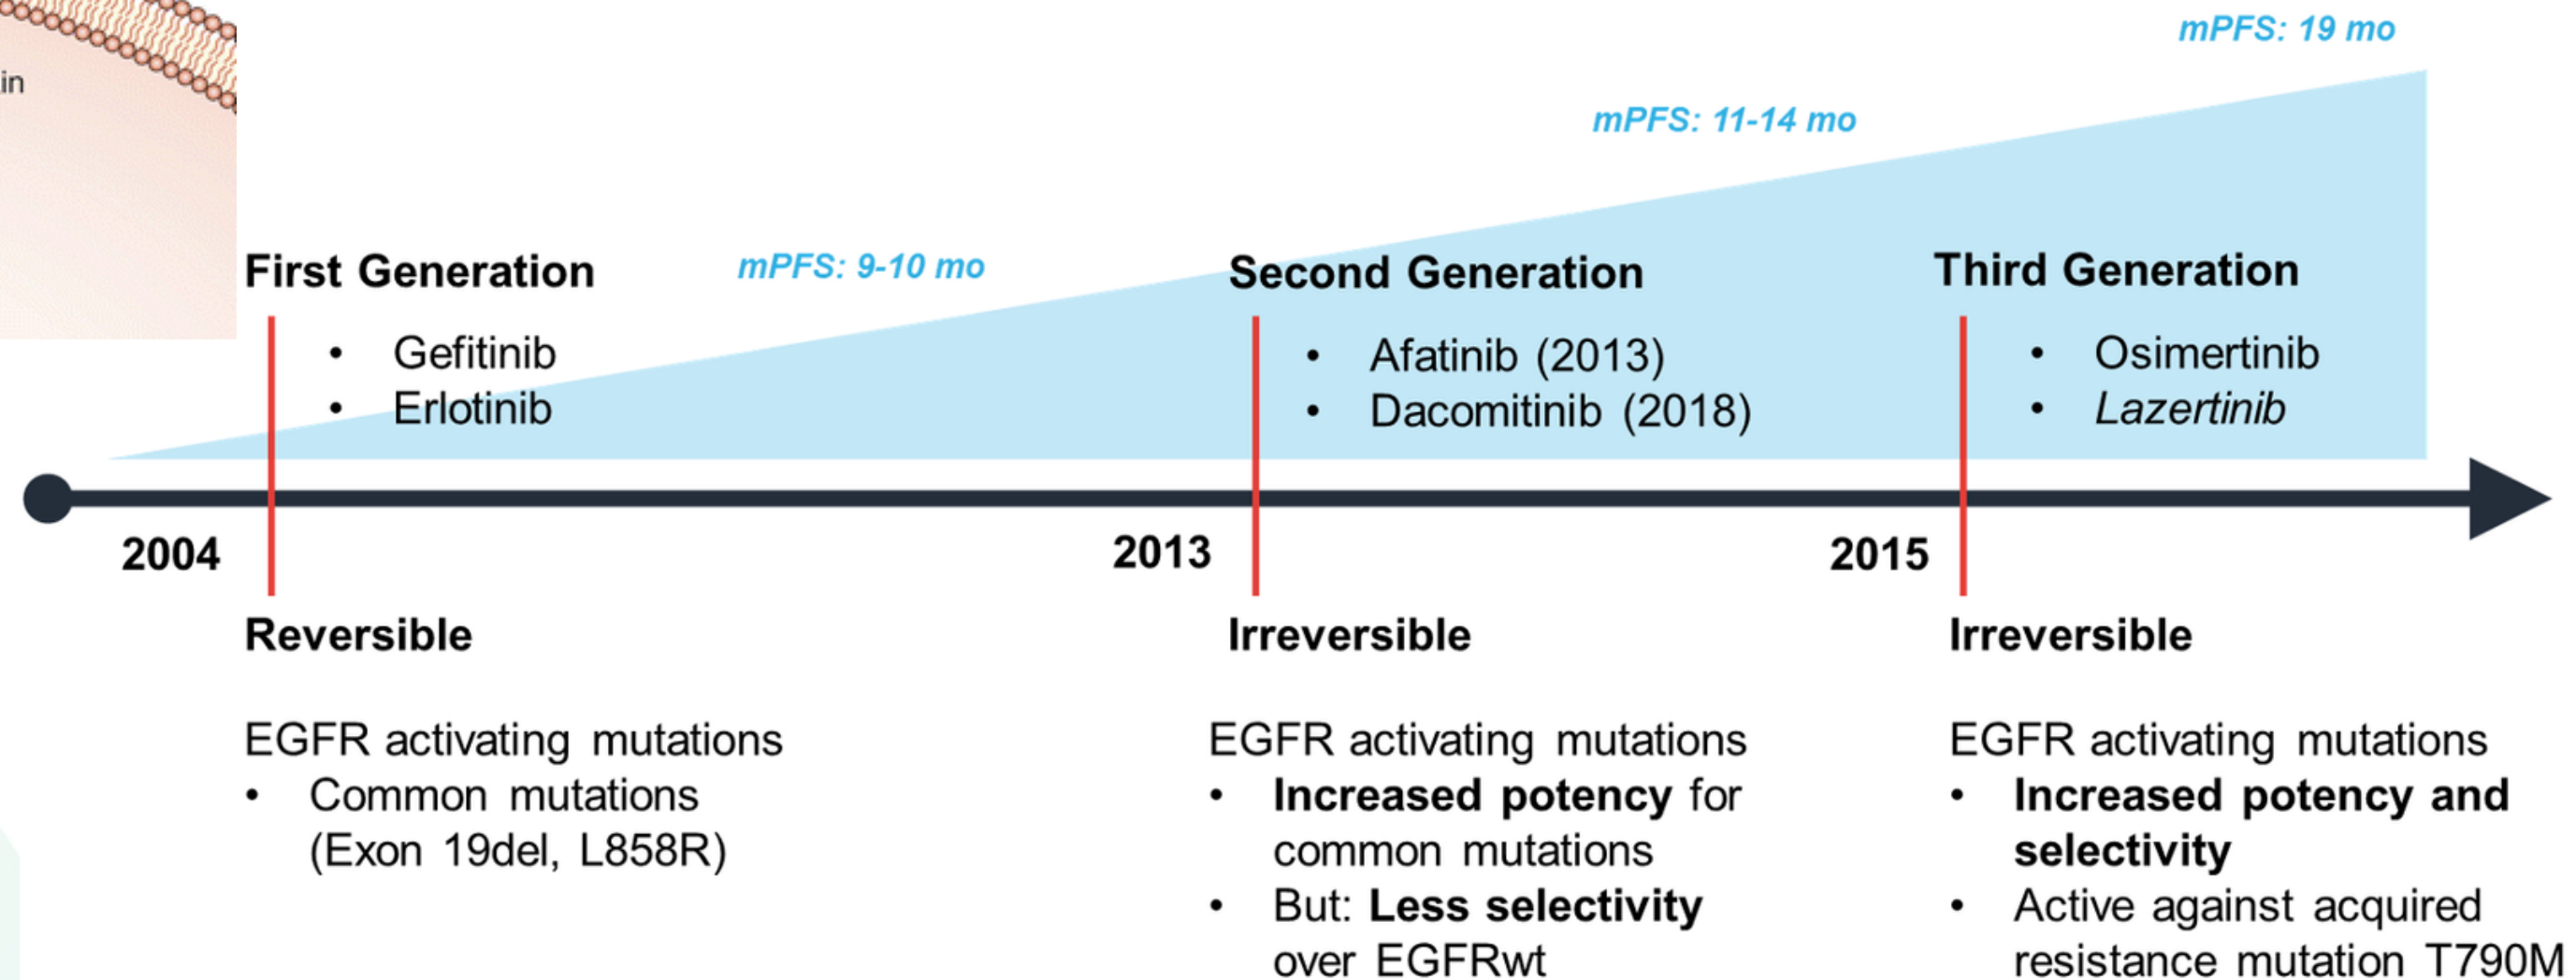 in
mPFS: 19 mo
mPFS: 11-14 mo
First Generation
mPFS: 9-10 mo
Second Generation
Third Generation
• Gefitinib
• Erlotinib
• Afatinib (2013)
• Dacomitinib (2018)
• Osimertinib
• Lazertinib
2004
2013
2015
Reversible
Irreversible
Irreversible
EGFR activating mutations
• Common mutations
(Exon 19del, L858R)
EGFR activating mutations
• Increased potency for
common mutations
• But: Less selectivity
over EGFRwt
EGFR activating mutations
• Increased potency and
selectivity
• Active against acquired
resistance mutation T790M